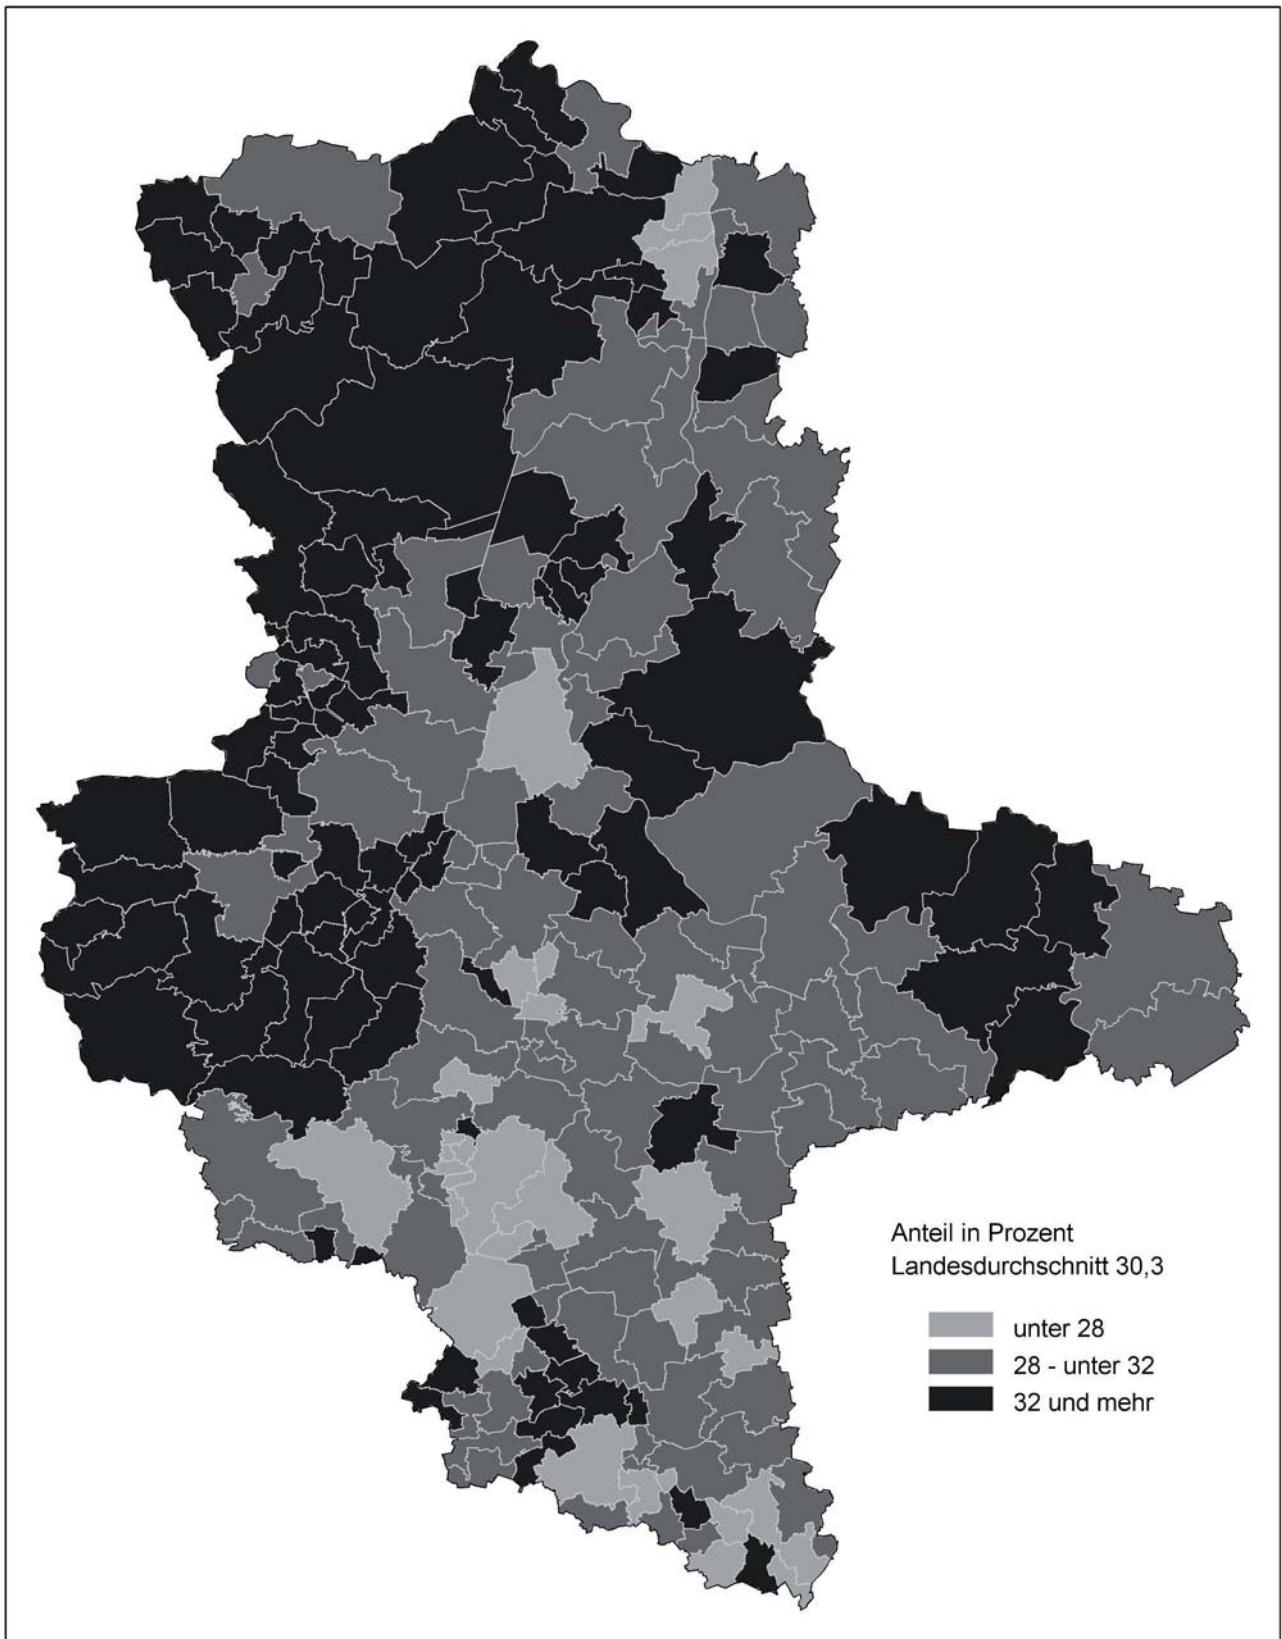 Anteil in Prozent
Landesdurchschnitt 30,3
unter 28
28 - unter 32
32 und mehr